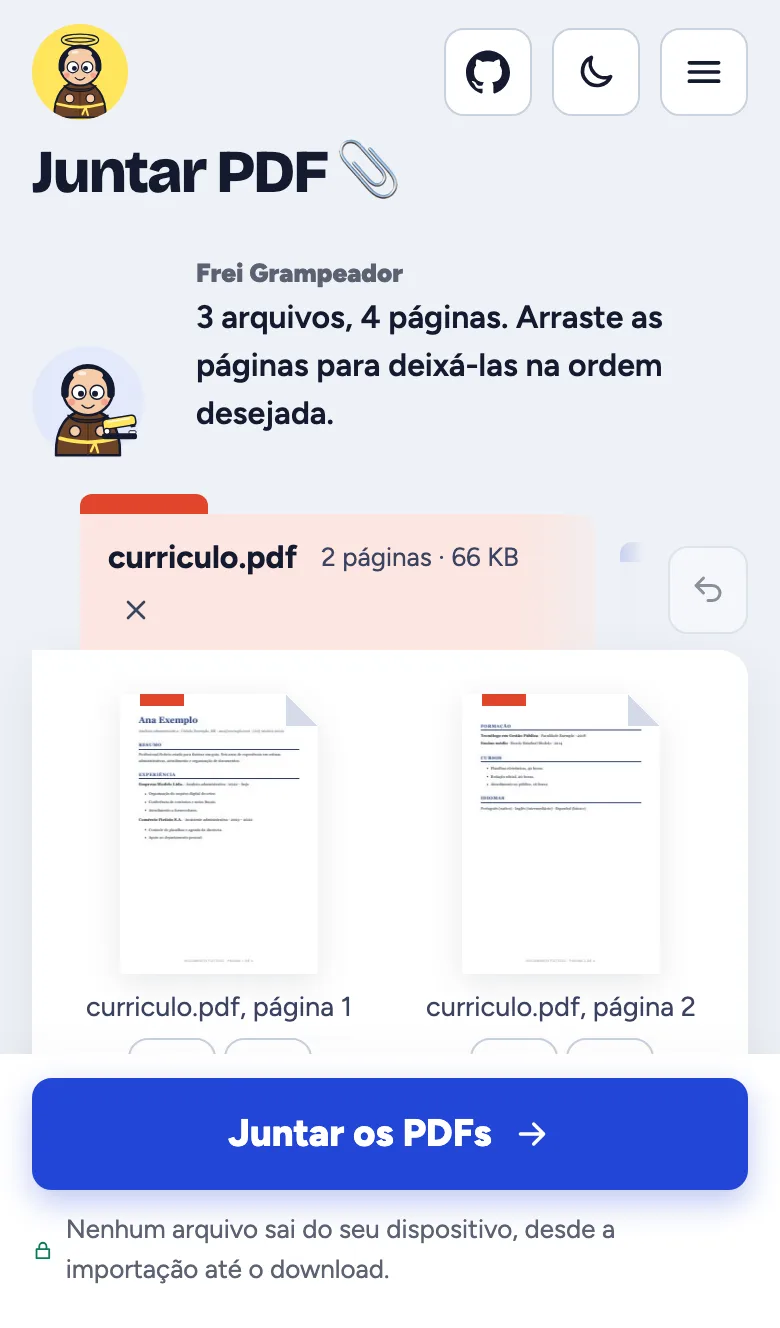 Juntar PDF
Frei Grampeador
3 arquivos, 4 páginas. Arraste as
páginas para deixá-las na ordem
desejada.
curriculo.pdf 2 páginas · 66 KB
Ana Exemplo
RESUMO
EXPERIÊNCIA
FORMAÇÃO
CURSOS
IDIOMAS
curriculo.pdf, página 1
curriculo.pdf, página 2
Juntar os PDFs →
Nenhum arquivo sai do seu dispositivo, desde a
importação até o download.